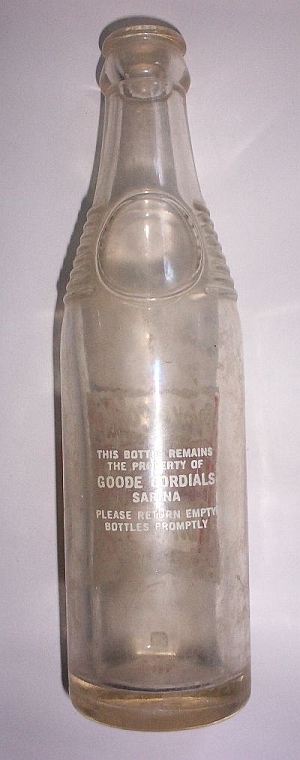 THIS BOTTLE REMAINS
THE PROPERTY OF
GOODE CORDIALS
SARINA
PLEASE RETURN EMPTY
BOTTLES PROMPTLY